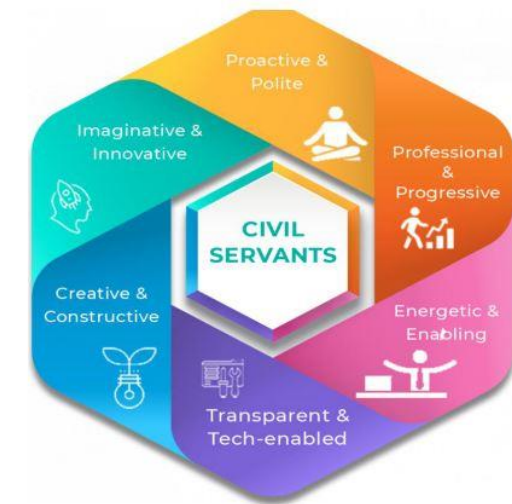 Proactive &
Polite
Imaginative &
Innovative
Professional
&
Progressive
CIVIL
SERVANTS
Creative &
Constructive
Energetic &
Enabling
Transparent &
Tech-enabled